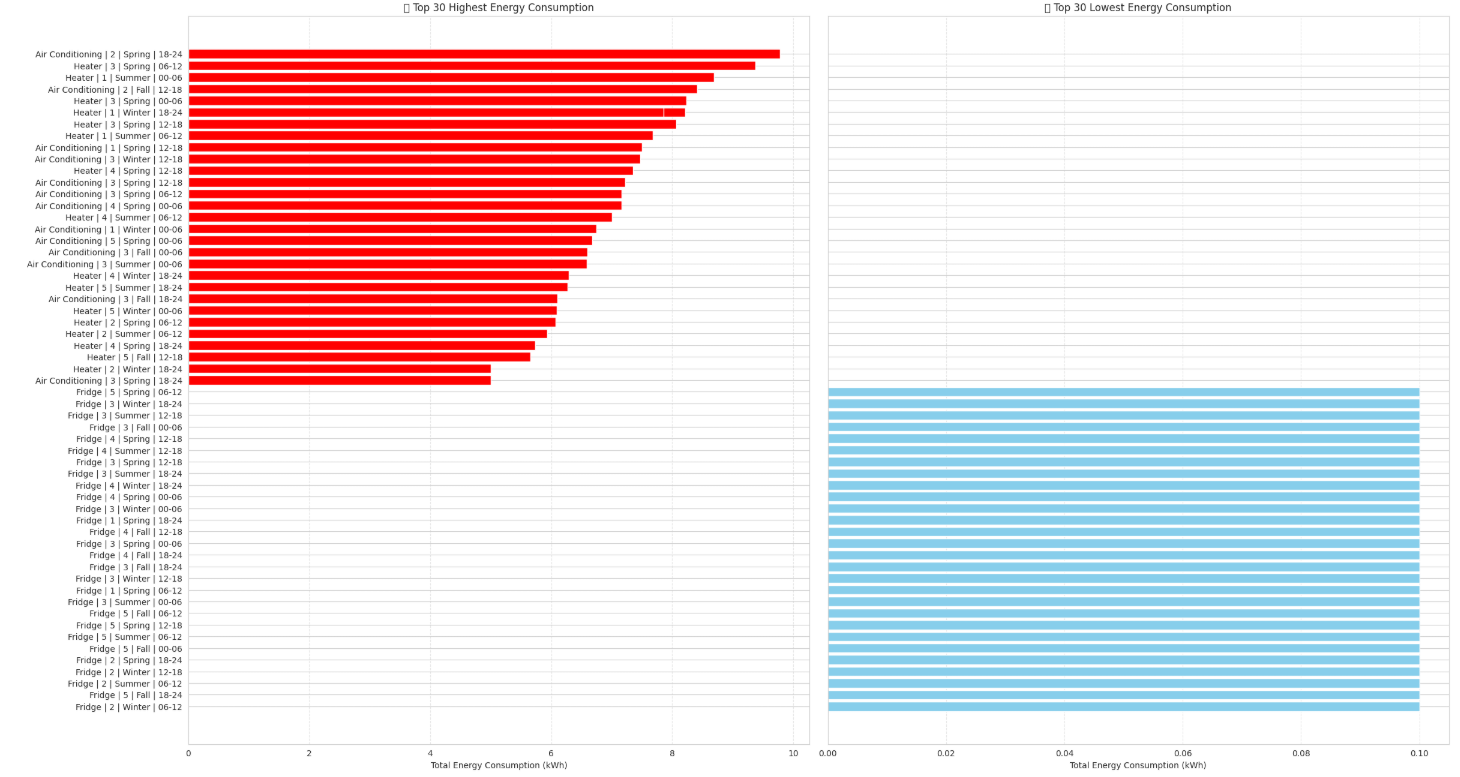 Top 30 Highest Energy Consumption
Top 30 Lowest Energy Consumption
Air Conditioning | 2 | Spring | 18-24
Heater | 3 | Spring | 06-12
Heater | 1 | Summer | 00-06
Air Conditioning | 2 | Fall | 12-18
Heater | 3 | Spring | 00-06
Heater | 1 | Winter | 18-24
Heater | 3 | Spring | 12-18
Heater | 1 | Summer | 06-12
Air Conditioning | 1 | Spring | 12-18
Air Conditioning | 3 | Winter | 12-18
Heater | 4 | Spring | 12-18
Air Conditioning | 3 | Spring | 12-18
Air Conditioning | 3 | Spring | 06-12
Air Conditioning | 4 | Spring | 00-06
Heater | 4 | Summer | 06-12
Air Conditioning | 1 | Winter | 00-06
Air Conditioning | 5 | Spring | 00-06
Air Conditioning | 3 | Fall | 00-06
Air Conditioning | 3 | Summer | 00-06
Heater | 4 | Winter | 18-24
Heater | 5 | Summer | 18-24
Air Conditioning | 3 | Fall | 18-24
Heater | 5 | Winter | 00-06
Heater | 2 | Spring | 06-12
Heater | 2 | Summer | 06-12
Heater | 4 | Spring | 18-24
Heater | 5 | Fall | 12-18
Heater | 2 | Winter | 18-24
Air Conditioning | 3 | Spring | 18-24
Fridge | 5 | Spring | 06-12
Fridge | 3 | Winter | 18-24
Fridge | 3 | Summer | 12-18
Fridge | 3 | Fall | 00-06
Fridge | 4 | Spring | 12-18
Fridge | 4 | Summer | 12-18
Fridge | 3 | Spring | 12-18
Fridge | 3 | Summer | 18-24
Fridge | 4 | Winter | 18-24
Fridge | 4 | Spring | 00-06
Fridge | 3 | Winter | 00-06
Fridge | 1 | Spring | 18-24
Fridge | 4 | Fall | 12-18
Fridge | 3 | Spring | 00-06
Fridge | 4 | Fall | 18-24
Fridge | 3 | Fall | 18-24
Fridge | 3 | Winter | 12-18
Fridge | 1 | Spring | 06-12
Fridge | 3 | Summer | 00-06
Fridge | 5 | Fall | 06-12
Fridge | 5 | Spring | 12-18
Fridge | 5 | Summer | 06-12
Fridge | 5 | Fall | 00-06
Fridge | 2 | Spring | 18-24
Fridge | 2 | Winter | 12-18
Fridge | 2 | Summer | 06-12
Fridge | 5 | Fall | 18-24
Fridge | 2 | Winter | 06-12
0 2 4 6 8 10
0.00 0.02 0.04 0.06 0.08 0.10
Total Energy Consumption (kWh)
Total Energy Consumption (kWh)